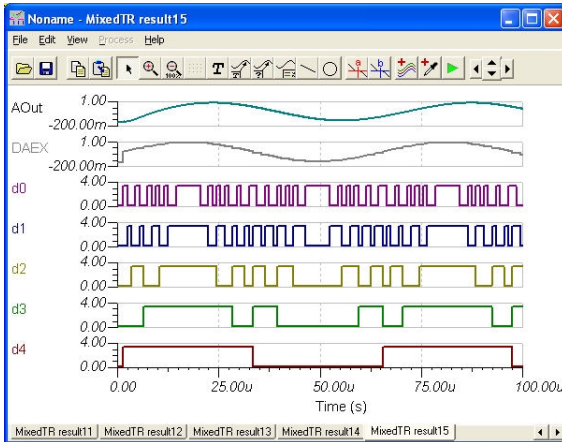 Noname - MixedTR result15
File Edit View Process Help
100% T a b
AOut 1.00
-200.00m
DAEX 1.00
-200.00m
d0 4.00
0.00
d1 4.00
0.00
d2 4.00
0.00
d3 4.00
0.00
d4 4.00
0.00
0.00 25.00u 50.00u 75.00u 100.00u
Time (s)
MixedTR result11 MixedTR result12 MixedTR result13 MixedTR result14 MixedTR result15